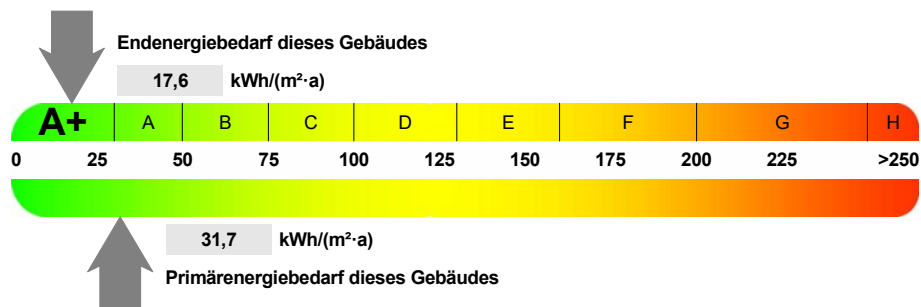 Endenergiebedarf dieses Gebäudes
17,6 kWh/(m²·a)
A+ A B C D E F G H
0 25 50 75 100 125 150 175 200 225 >250
31,7 kWh/(m²·a)
Primärenergiebedarf dieses Gebäudes